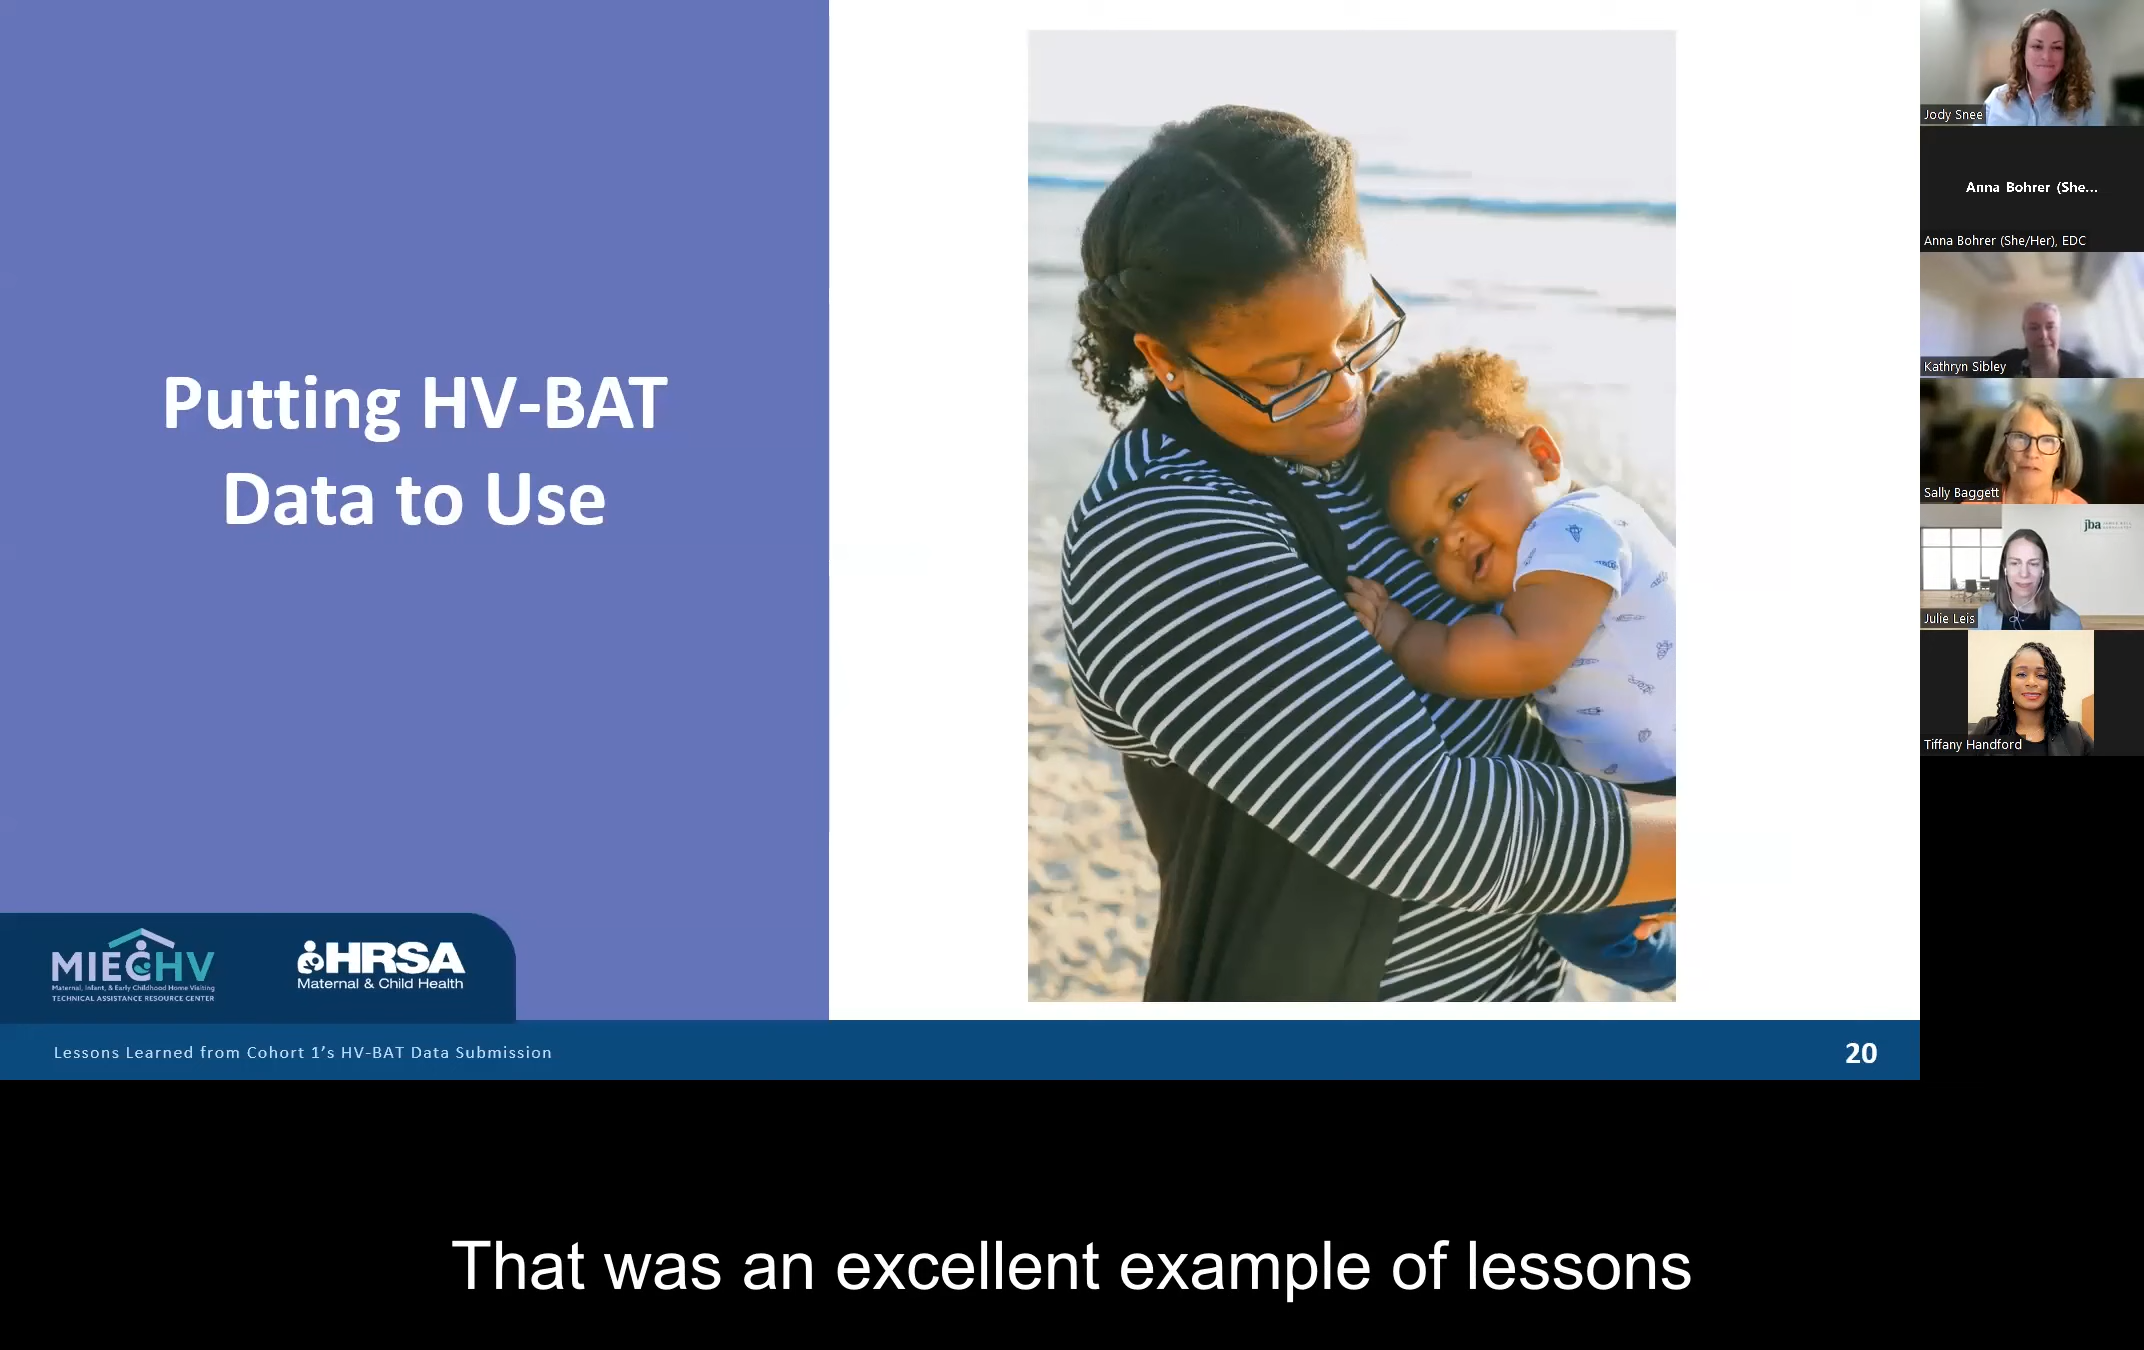 Putting HV-BAT
Data to Use
MIECHV
Maternal, Infant, & Early Childhood Home Visiting
TECHNICAL ASSISTANCE RESOURCE CENTER
HRSA
Maternal & Child Health
Lessons Learned from Cohort 1's HV-BAT Data Submission
20
Jody Snee
Anna Bohrer (She...
Anna Bohrer (She/Her), EDC
Kathryn Sibley
Sally Baggett
jba
Julie Leis
Tiffany Handford
That was an excellent example of lessons